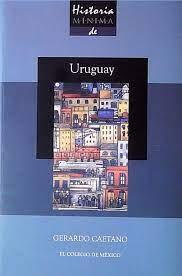 Historia
MÍNIMA
de
Uruguay
GERARDO CAETANO
EL COLEGIO DE MÉXICO